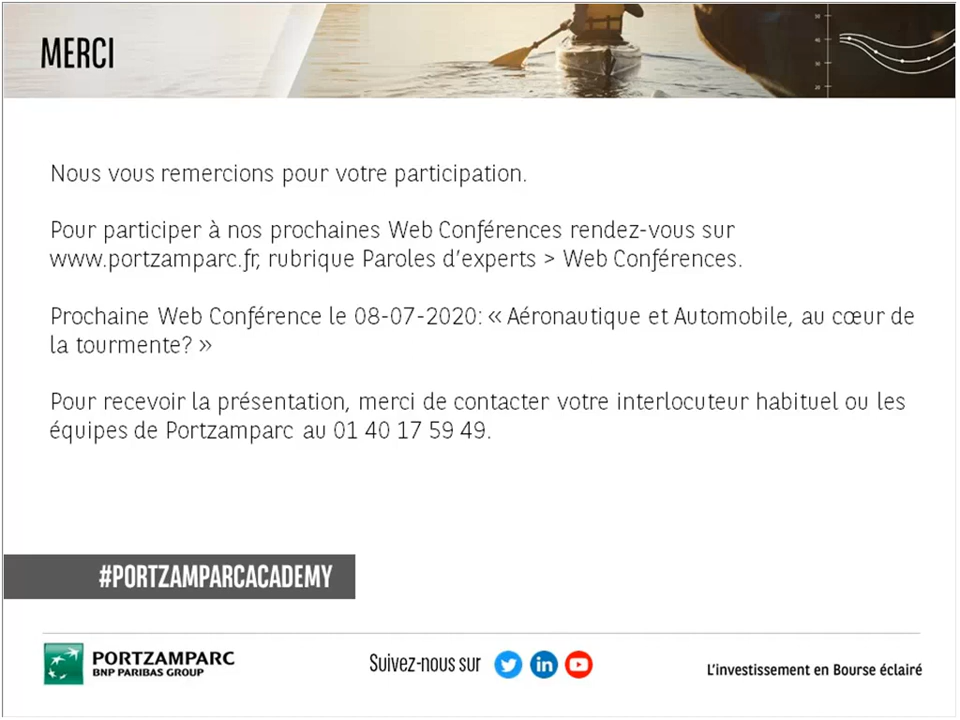 MERCI
Nous vous remercions pour votre participation.
Pour participer à nos prochaines Web Conférences rendez-vous sur
www.portzamparc.fr, rubrique Paroles d'experts > Web Conférences.
Prochaine Web Conférence le 08-07-2020: « Aéronautique et Automobile, au cœur de
la tourmente? »
Pour recevoir la présentation, merci de contacter votre interlocuteur habituel ou les
équipes de Portzamparc au 01 40 17 59 49.
#PORTZAMPARCACADEMY
PORTZAMPARC
BNP PARIBAS GROUP
Suivez-nous sur
in
L'investissement en Bourse éclairé